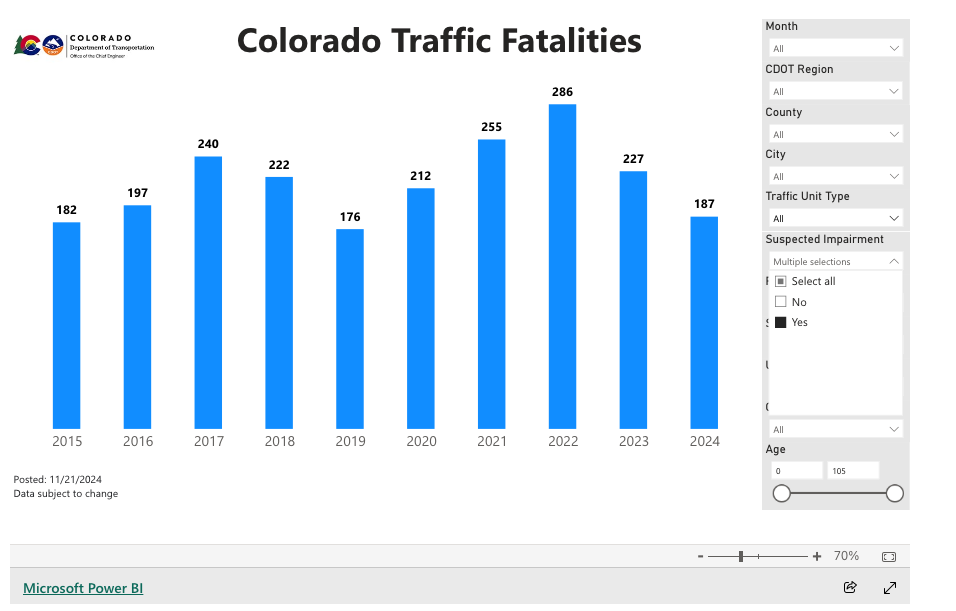 COLORADO
Department of Transportation
Office of the Chief Engineer
Colorado Traffic Fatalities
182
197
240
222
176
212
255
286
227
187
2015
2016
2017
2018
2019
2020
2021
2022
2023
2024
Posted: 11/21/2024
Data subject to change
Month
All
CDOT Region
All
County
All
City
All
Traffic Unit Type
All
Suspected Impairment
Multiple selections
Select all
No
Yes
All
Age
0
105
- + 70%
Microsoft Power BI